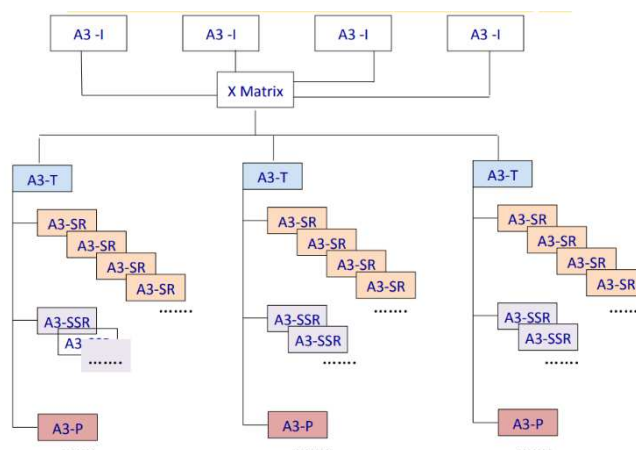 A3 -I
A3 -I
A3 -I
A3 -I
X Matrix
A3-T
A3-SR
A3-SR
A3-SR
A3-SR
.......
A3-SSR
A3-SSR
.......
A3-P
A3-T
A3-SR
A3-SR
A3-SR
A3-SR
.......
A3-SSR
A3-SSR
.......
A3-P
A3-T
A3-SR
A3-SR
A3-SR
A3-SR
.......
A3-SSR
A3-SSR
.......
A3-P